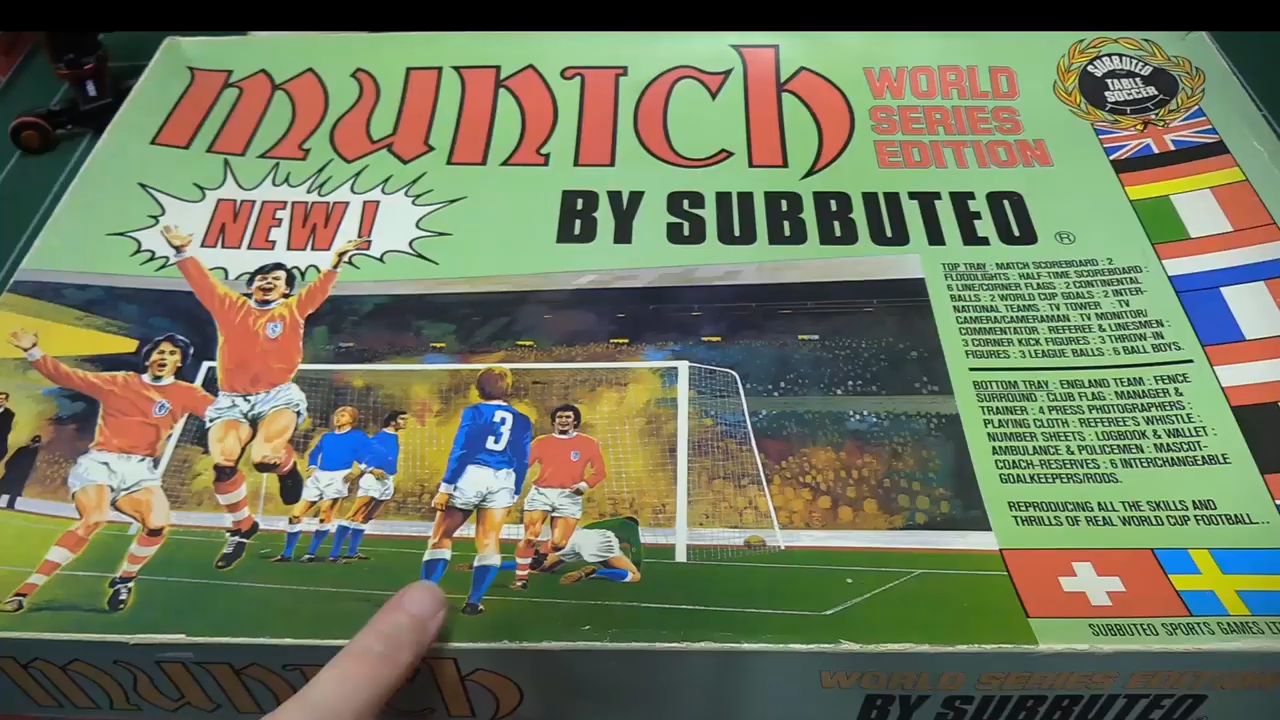 munich
WORLD
SERIES
EDITION
SUBBUTEO
TABLE
SOCCER
NEW!
BY SUBBUTEO ®
TOP TRAY : MATCH SCOREBOARD : 2
FLOODLIGHTS : HALF-TIME SCOREBOARD :
6 LINE/CORNER FLAGS : 2 CONTINENTAL
BALLS : 2 WORLD CUP GOALS : 2 INTER-
NATIONAL TEAMS : TV TOWER : TV
CAMERA/CAMERAMAN : TV MONITOR/
COMMENTATOR : REFEREE & LINESMEN :
3 CORNER KICK FIGURES : 3 THROW-IN
FIGURES : 3 LEAGUE BALLS : 6 BALL BOYS.
BOTTOM TRAY : ENGLAND TEAM : FENCE
SURROUND : CLUB FLAG : MANAGER &
TRAINER : 4 PRESS PHOTOGRAPHERS :
PLAYING CLOTH : REFEREE'S WHISTLE :
NUMBER SHEETS : LOGBOOK & WALLET :
AMBULANCE & POLICEMEN : MASCOT-
COACH-RESERVES : 6 INTERCHANGEABLE
GOALKEEPERS/RODS.
REPRODUCING ALL THE SKILLS AND
THRILLS OF REAL WORLD CUP FOOTBALL...
3
SUBBUTEO SPORTS GAMES LT
munich
WORLD SERIES EDITION
BY SUBBUTEO